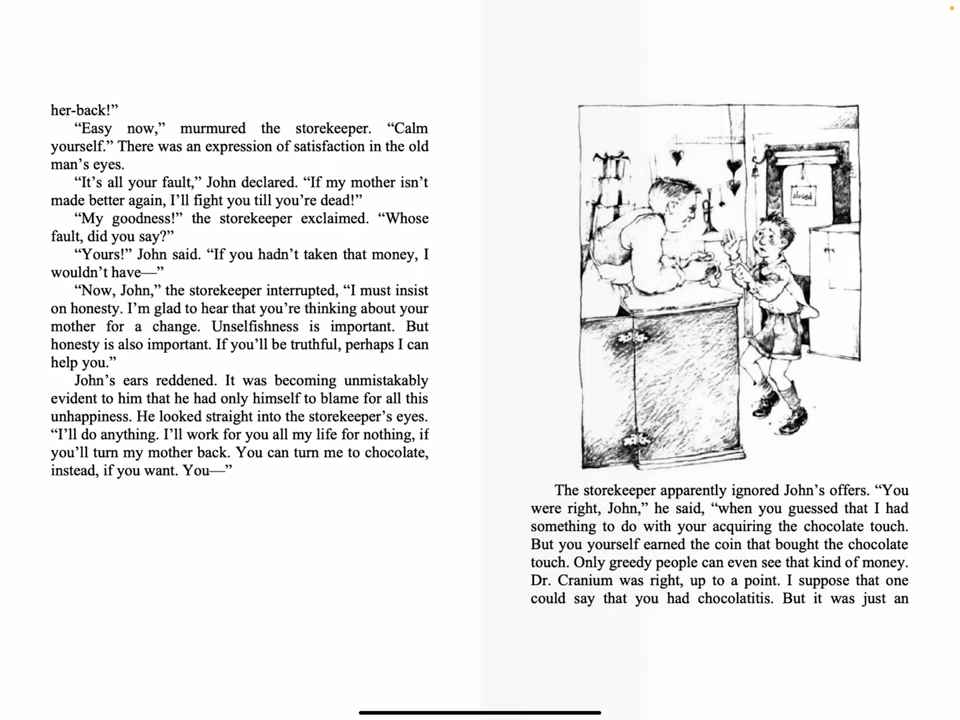 her-back!”
“Easy now,” murmured the storekeeper. “Calm
yourself.” There was an expression of satisfaction in the old
man’s eyes.
“It’s all your fault,” John declared. “If my mother isn’t
made better again, I’ll fight you till you’re dead!”
“My goodness!” the storekeeper exclaimed. “Whose
fault, did you say?”
“Yours!” John said. “If you hadn’t taken that money, I
wouldn’t have—”
“Now, John,” the storekeeper interrupted, “I must insist
on honesty. I’m glad to hear that you’re thinking about your
mother for a change. Unselfishness is important. But
honesty is also important. If you’ll be truthful, perhaps I can
help you.”
John’s ears reddened. It was becoming unmistakably
evident to him that he had only himself to blame for all this
unhappiness. He looked straight into the storekeeper’s eyes.
“I’ll do anything. I’ll work for you all my life for nothing, if
you’ll turn my mother back. You can turn me to chocolate,
instead, if you want. You—”
closed
The storekeeper apparently ignored John’s offers. “You
were right, John,” he said, “when you guessed that I had
something to do with your acquiring the chocolate touch.
But you yourself earned the coin that bought the chocolate
touch. Only greedy people can even see that kind of money.
Dr. Cranium was right, up to a point. I suppose that one
could say that you had chocolatitis. But it was just an